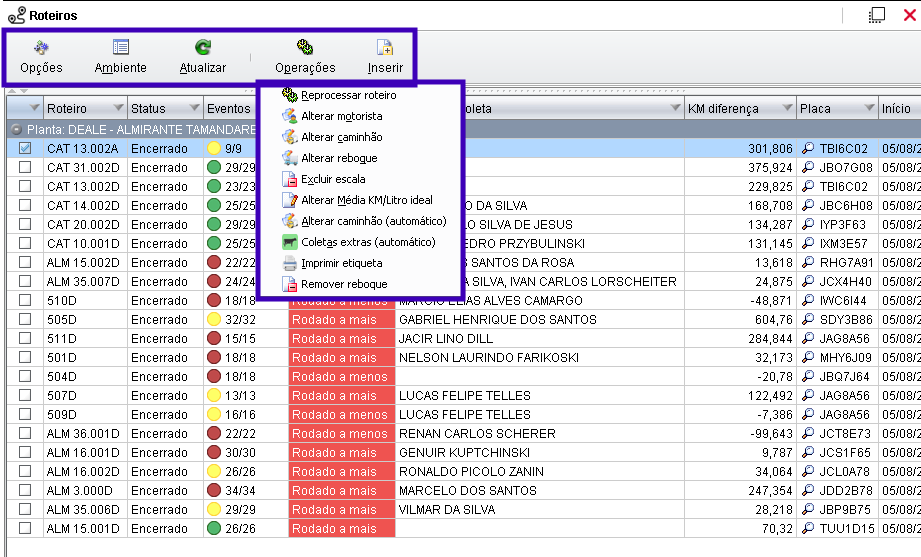 Roteiros
Opções Ambiente Atualizar Operações Inserir
Reprocessar roteiro
Alterar motorista
Alterar caminhão
Alterar reboque
Excluir escala
Alterar Média KM/Litro ideal
Alterar caminhão (automático)
Coletas extras (automático)
Imprimir etiqueta
Remover reboque
Roteiro Status Eventos oleta KM diferença Placa Início
Planta: DEALE - ALMIRANTE TAMANDARE
CAT 13.002A Encerrado 9/9 301,806 TBI6C02 05/08/2
CAT 31.002D Encerrado 29/29 375,924 JBO7G08 05/08/2
CAT 13.002D Encerrado 23/23 229,825 TBI6C02 05/08/2
CAT 14.002D Encerrado 25/25 DA SILVA 168,708 JBC6H08 05/08/2
CAT 20.002D Encerrado 29/29 SILVA DE JESUS 134,287 IYP3F63 05/08/2
CAT 10.001D Encerrado 25/25 EDRO PRZYBULINSKI 131,145 IXM3E57 05/08/2
ALM 15.002D Encerrado 22/22 SANTOS DA ROSA 13,618 RHG7A91 05/08/2
ALM 35.007D Encerrado 24/24 SILVA, IVAN CARLOS LORSCHEITER 24,875 JCX4H40 05/08/2
510D Encerrado 18/18 Rodado a menos MARCIO ELIAS ALVES CAMARGO -48,871 IWC6I44 05/08/2
505D Encerrado 32/32 Rodado a mais GABRIEL HENRIQUE DOS SANTOS 604,76 SDY3B86 05/08/2
511D Encerrado 15/15 Rodado a mais JACIR LINO DILL 284,844 JAG8A56 05/08/2
501D Encerrado 18/18 Rodado a mais NELSON LAURINDO FARIKOSKI 32,173 MHY6J09 05/08/2
504D Encerrado 18/18 Rodado a menos -20,78 JBQ7J64 05/08/2
507D Encerrado 13/13 Rodado a mais LUCAS FELIPE TELLES 122,492 JAG8A56 05/08/2
509D Encerrado 16/16 Rodado a menos LUCAS FELIPE TELLES -7,386 JAG8A56 05/08/2
ALM 36.001D Encerrado 22/22 Rodado a menos RENAN CARLOS SCHERER -99,643 JCT8E73 05/08/2
ALM 16.001D Encerrado 30/30 Rodado a mais GENUIR KUPTCHINSKI 9,787 JCS1F65 05/08/2
ALM 16.002D Encerrado 26/26 Rodado a mais RONALDO PICOLO ZANIN 34,064 JCL0A78 05/08/2
ALM 3.000D Encerrado 34/34 Rodado a mais MARCELO DOS SANTOS 247,354 JDD2B78 05/08/2
ALM 35.006D Encerrado 29/29 Rodado a mais VILMAR DA SILVA 28,218 JBP9B75 05/08/2
ALM 15.001D Encerrado 26/26 Rodado a mais 70,32 TUU1D15 05/08/2